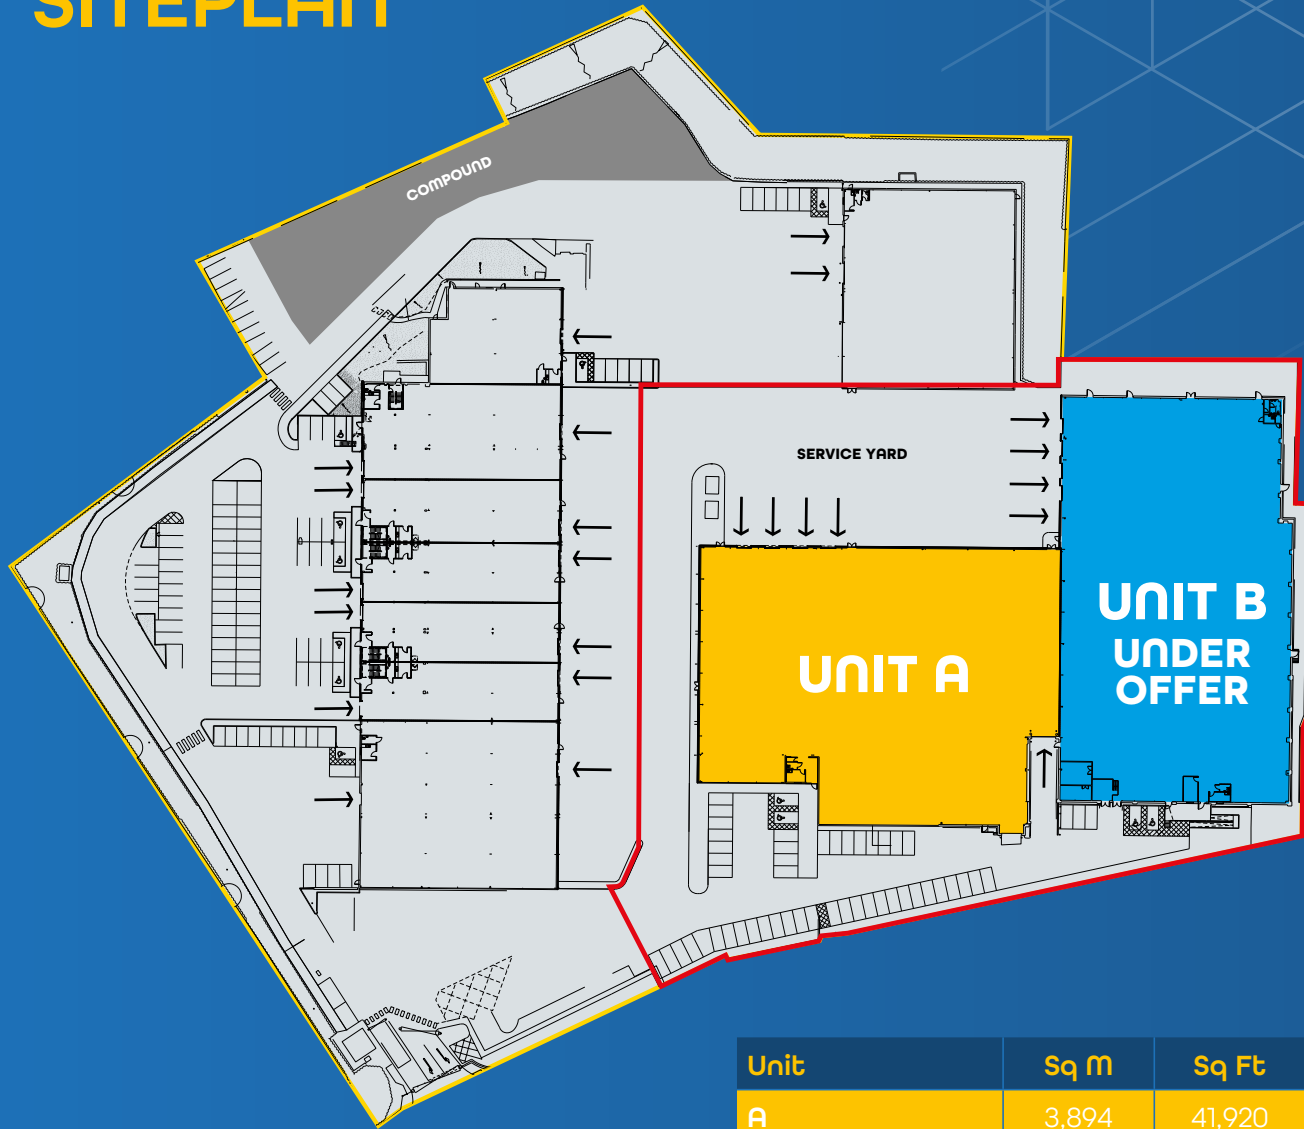 SITEPLAN
COMPOUND
SERVICE YARD
UNIT A
UNIT B
UNDER
OFFER
Unit Sq M Sq Ft
A 3,894 41,920